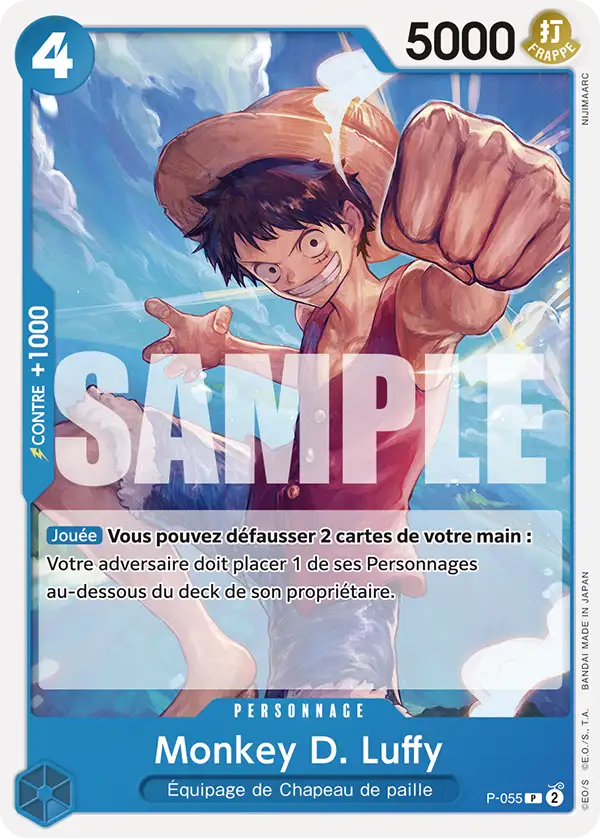 4
5000
打
FRAPPE
NIJIMAARC
CONTRE +1000
SAMPLE
Jouée Vous pouvez défausser 2 cartes de votre main :
Votre adversaire doit placer 1 de ses Personnages
au-dessous du deck de son propriétaire.
PERSONNAGE
Monkey D. Luffy
Équipage de Chapeau de paille
P-055 P 2
©EO/S ©E.O./S., T.A. BANDAI MADE IN JAPAN